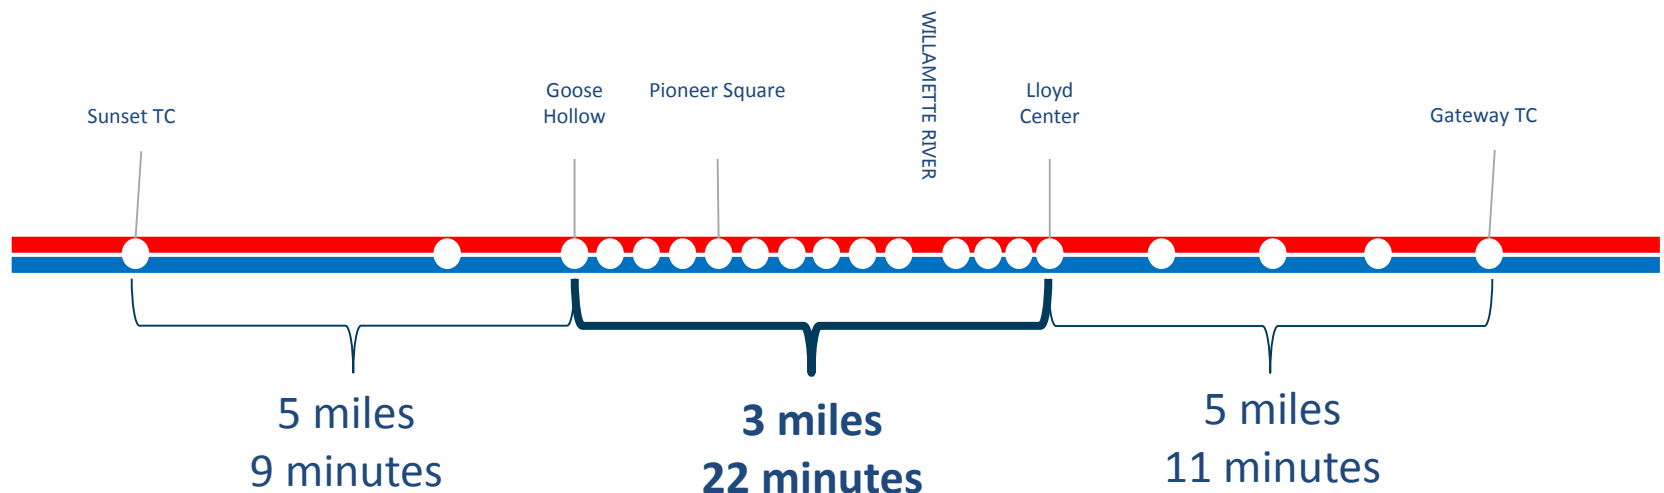 WILLAMETTE RIVER
Goose
Hollow
Pioneer Square
Lloyd
Center
Sunset TC
Gateway TC
5 miles
9 minutes
3 miles
22 minutes
5 miles
11 minutes